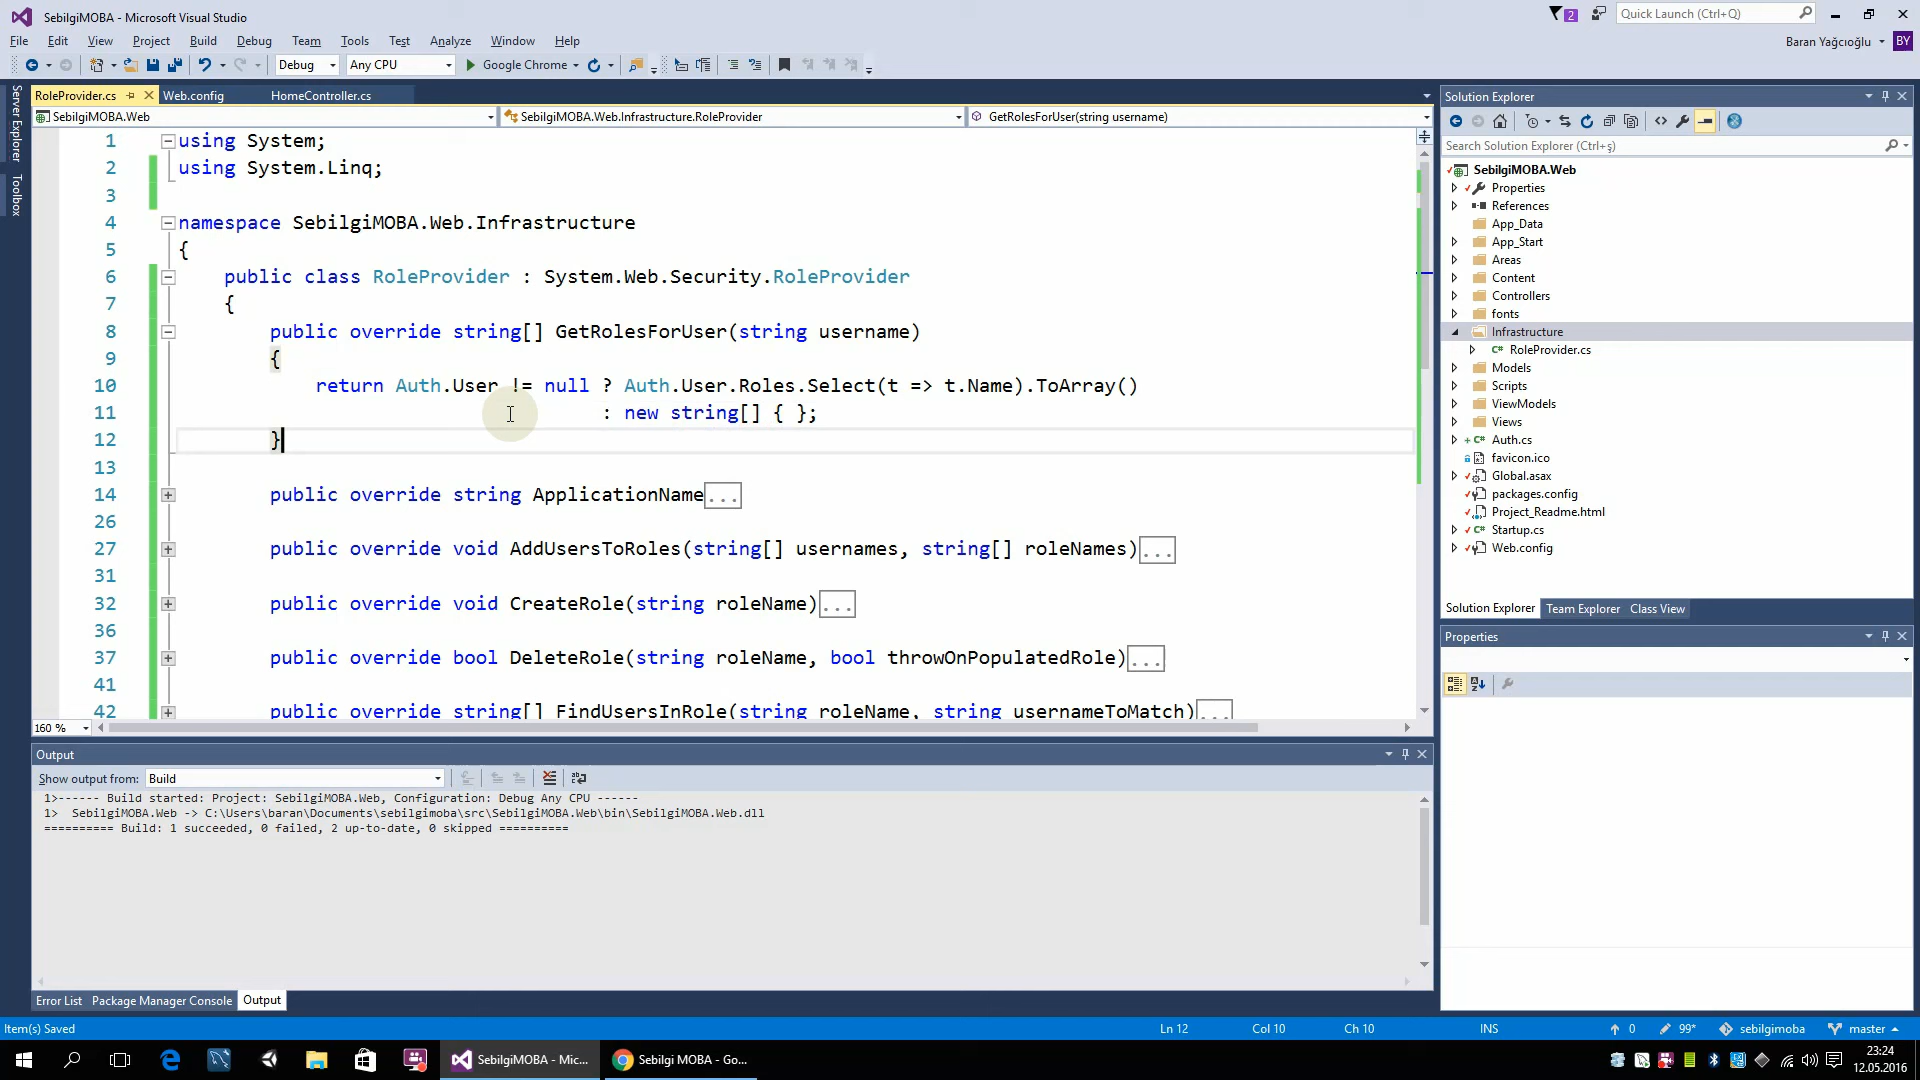 SebilgiMOBA - Microsoft Visual Studio
2
Quick Launch (Ctrl+Q)
File Edit View Project Build Debug Team Tools Test Analyze Window Help
Baran Yağcıoğlu BY
Debug Any CPU Google Chrome
Server Explorer
Toolbox
RoleProvider.cs Web.config HomeController.cs
SebilgiMOBA.Web SebilgiMOBA.Web.Infrastructure.RoleProvider GetRolesForUser(string username)
1 using System;
2 using System.Linq;
3
4 namespace SebilgiMOBA.Web.Infrastructure
5 {
6 public class RoleProvider : System.Web.Security.RoleProvider
7 {
8 public override string[] GetRolesForUser(string username)
9 {
10 return Auth.User != null ? Auth.User.Roles.Select(t => t.Name).ToArray()
11 : new string[] { };
12 }
13
14 public override string ApplicationName...
26
27 public override void AddUsersToRoles(string[] usernames, string[] roleNames)...
31
32 public override void CreateRole(string roleName)...
36
37 public override bool DeleteRole(string roleName, bool throwOnPopulatedRole)...
41
42 public override string[] FindUsersInRole(string roleName, string usernameToMatch)...
160 %
Output
Show output from: Build
1>------ Build started: Project: SebilgiMOBA.Web, Configuration: Debug Any CPU ------
1>  SebilgiMOBA.Web -> C:\Users\baran\Documents\sebilgimoba\src\SebilgiMOBA.Web\bin\SebilgiMOBA.Web.dll
========== Build: 1 succeeded, 0 failed, 2 up-to-date, 0 skipped ==========
Error List Package Manager Console Output
Solution Explorer
Search Solution Explorer (Ctrl+ş)
SebilgiMOBA.Web
Properties
References
App_Data
App_Start
Areas
Content
Controllers
fonts
Infrastructure
RoleProvider.cs
Models
Scripts
ViewModels
Views
Auth.cs
favicon.ico
Global.asax
packages.config
Project_Readme.html
Startup.cs
Web.config
Solution Explorer Team Explorer Class View
Properties
Item(s) Saved Ln 12 Col 10 Ch 10 INS 0 99* sebilgimoba master
SebilgiMOBA - Mic... Sebilgi MOBA - Go...
23:24
12.05.2016